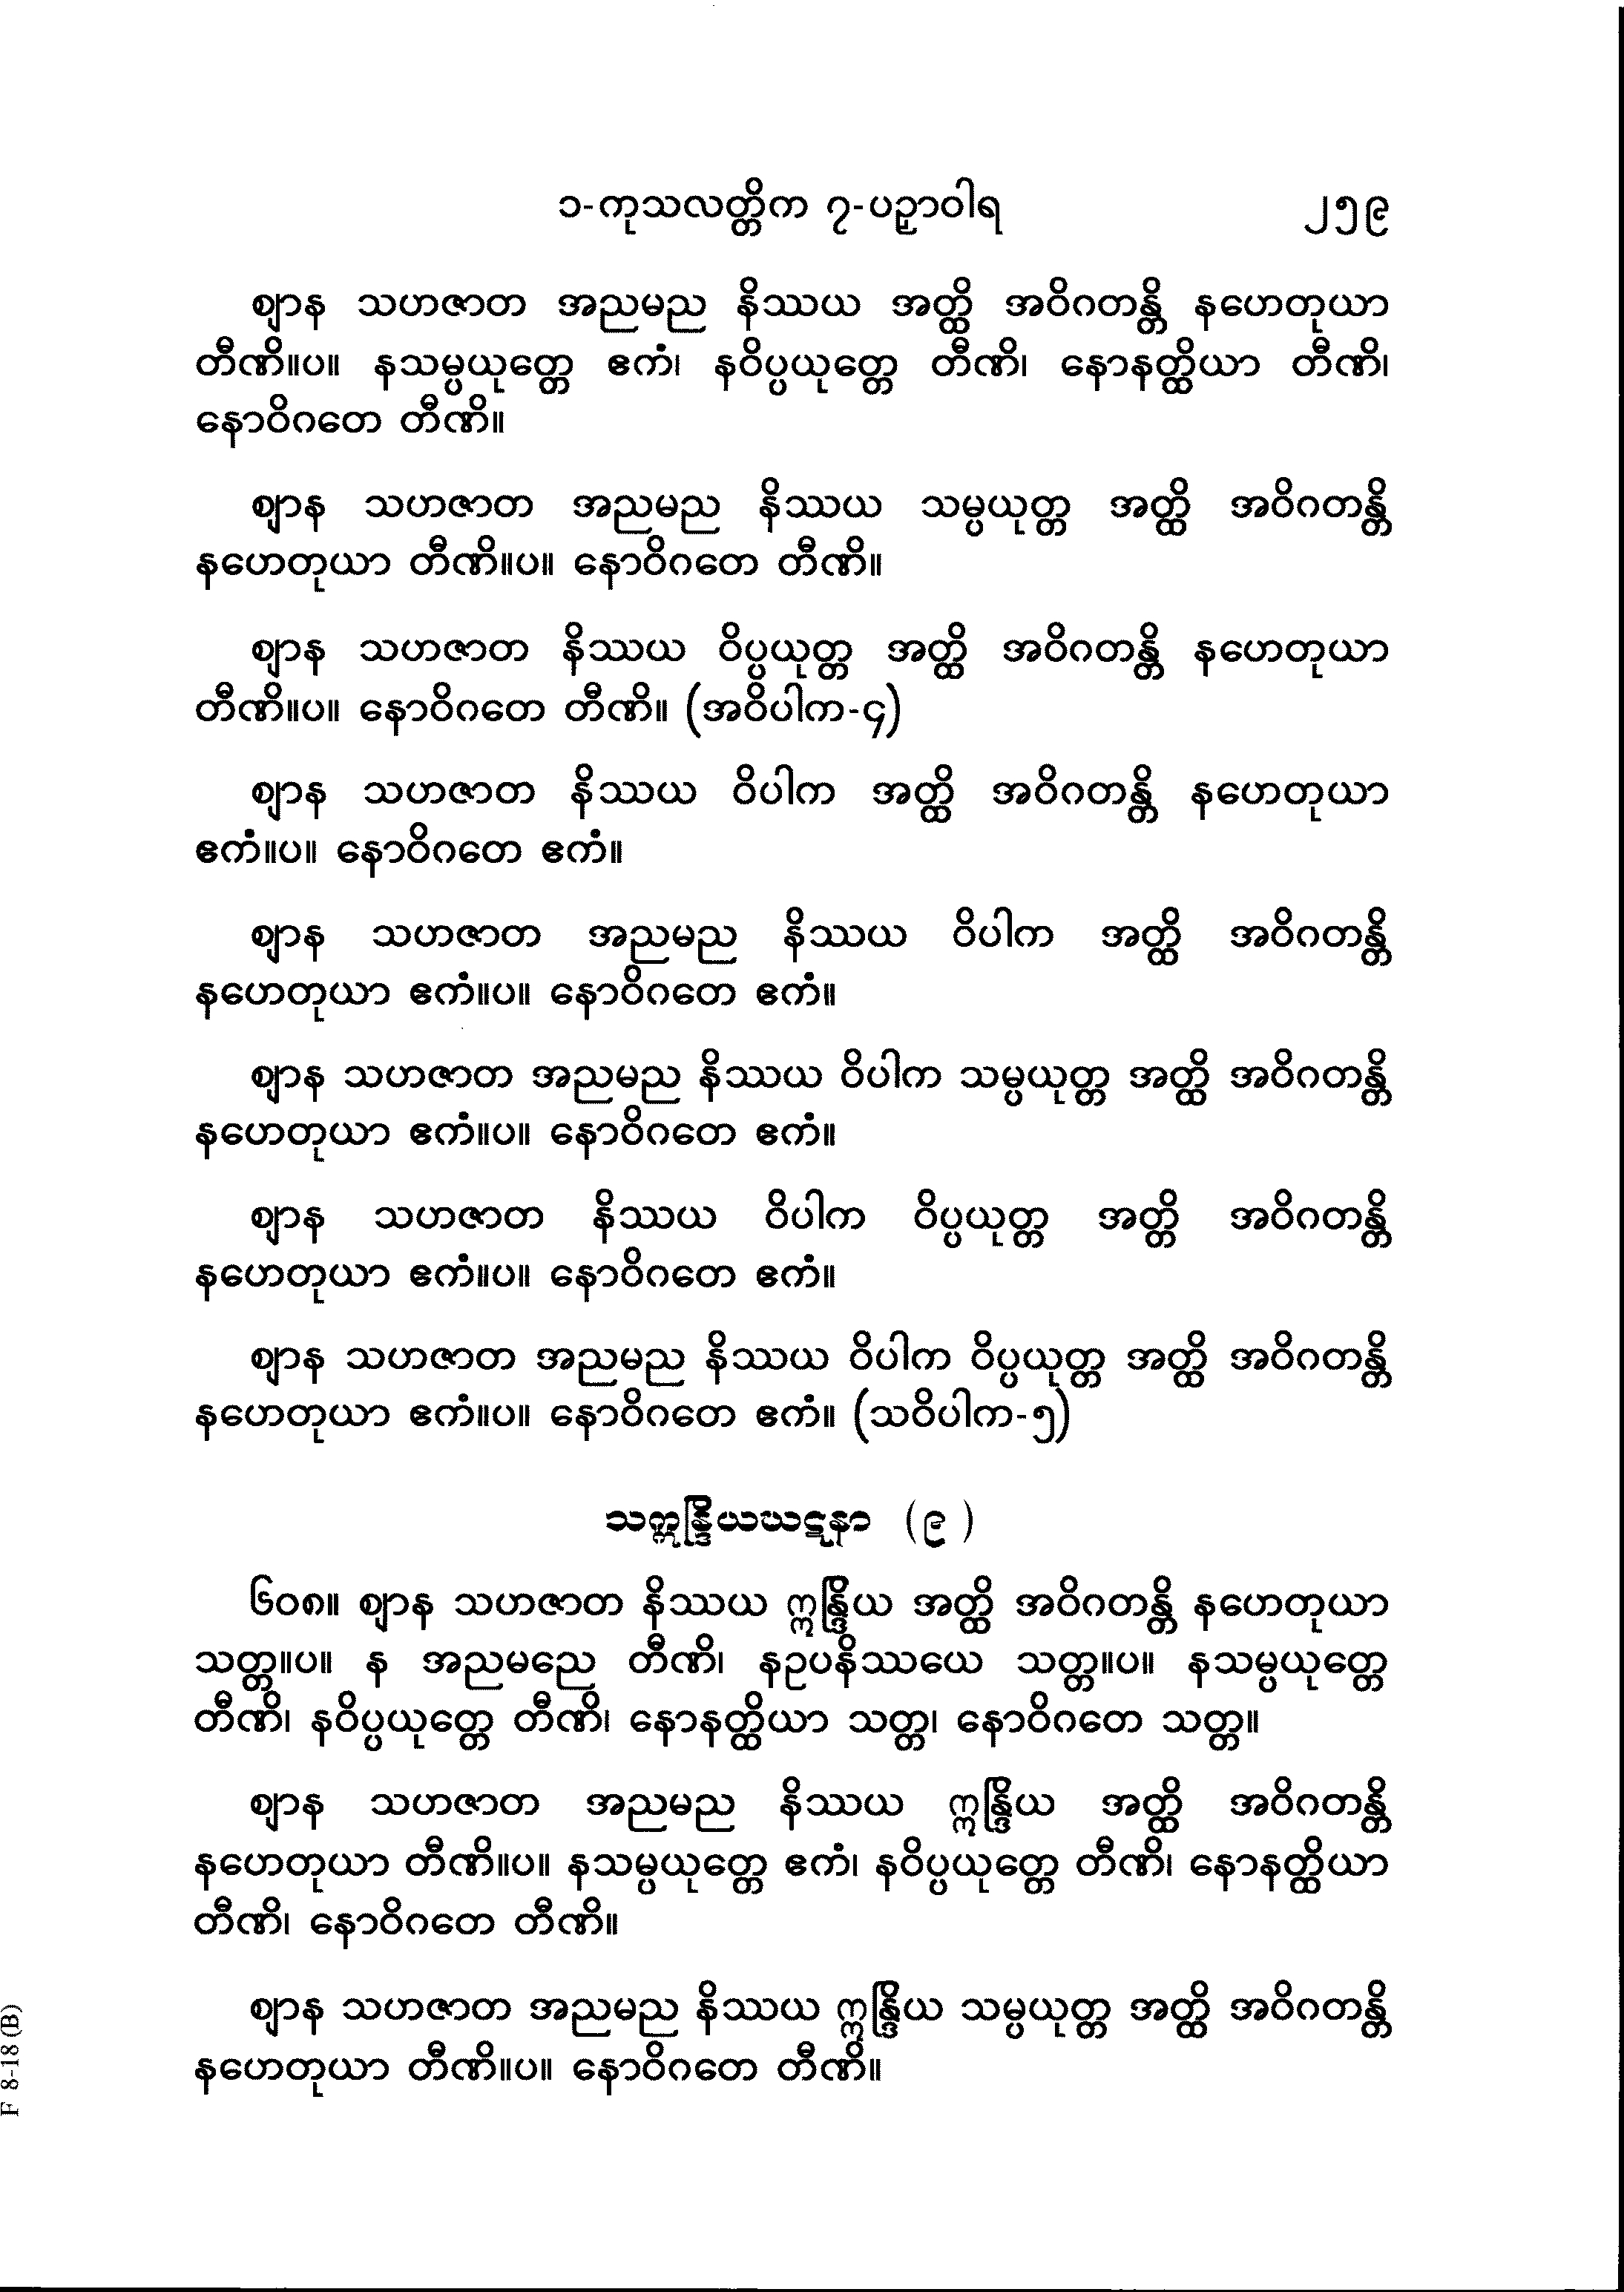 ၁-ကုသလတ္တိက ၇-ပဉှာဝါရ ၂၅၉
ဈာန သဟဇာတ အညမည နိဿယ အတ္ထိ အဝိဂတန္တိ နဟေတုယာ
တီဏိ။ပ။ နသမ္ပယုတ္တေ ဧကံ၊ နဝိပ္ပယုတ္တေ တီဏိ၊ နောနတ္ထိယာ တီဏိ၊
နောဝိဂတေ တီဏိ။
ဈာန သဟဇာတ အညမည နိဿယ သမ္ပယုတ္တ အတ္ထိ အဝိဂတန္တိ
နဟေတုယာ တီဏိ။ပ။ နောဝိဂတေ တီဏိ။
ဈာန သဟဇာတ နိဿယ ဝိပ္ပယုတ္တ အတ္ထိ အဝိဂတန္တိ နဟေတုယာ
တီဏိ။ပ။ နောဝိဂတေ တီဏိ။ (အဝိပါက-၄)
ဈာန သဟဇာတ နိဿယ ဝိပါက အတ္ထိ အဝိဂတန္တိ နဟေတုယာ
ဧကံ။ပ။ နောဝိဂတေ ဧကံ။
ဈာန သဟဇာတ အညမည နိဿယ ဝိပါက အတ္ထိ အဝိဂတန္တိ
နဟေတုယာ ဧကံ။ပ။ နောဝိဂတေ ဧကံ။
ဈာန သဟဇာတ အညမည နိဿယ ဝိပါက သမ္ပယုတ္တ အတ္ထိ အဝိဂတန္တိ
နဟေတုယာ ဧကံ။ပ။ နောဝိဂတေ ဧကံ။
ဈာန သဟဇာတ နိဿယ ဝိပါက ဝိပ္ပယုတ္တ အတ္တိ အဝိဂတန္တိ
နဟေတုယာ ဧကံ။ပ။ နောဝိဂတေ ဧကံ။
ဈာန သဟဇာတ အညမည နိဿယ ဝိပါက ဝိပ္ပယုတ္တ အတ္ထိ အဝိဂတန္တိ
နဟေတုယာ ဧကံ။ပ။ နောဝိဂတေ ဧကံ။ (သဝိပါက-၅)
သဣန္ဒြိယဃဋနာ (၉)
၆၀၈။ ဈာန သဟဇာတ နိဿယ ဣန္ဒြိယ အတ္ထိ အဝိဂတန္တိ နဟေတုယာ
သတ္တ။ပ။ န အညမညေ တီဏိ၊ နဥပနိဿယေ သတ္တ။ပ။ နသမ္ပယုတ္တေ
တီဏိ၊ နဝိပ္ပယုတ္တေ တီဏိ၊ နောနတ္ထိယာ သတ္တ၊ နောဝိဂတေ သတ္တ။
ဈာန သဟဇာတ အညမည နိဿယ ဣန္ဒြိယ အတ္ထိ အဝိဂတန္တိ
နဟေတုယာ တီဏိ။ပ။ နသမ္ပယုတ္တေ ဧကံ၊ နဝိပ္ပယုတ္တေ တီဏိ၊ နောနတ္ထိယာ
တီဏိ၊ နောဝိဂတေ တီဏိ။
ဈာန သဟဇာတ အညမည နိဿယ ဣန္ဒြိယ သမ္ပယုတ္တ အတ္ထိ အဝိဂတန္တိ
နဟေတုယာ တီဏိ။ပ။ နောဝိဂတေ တီဏိ။
F 8-18 (B)